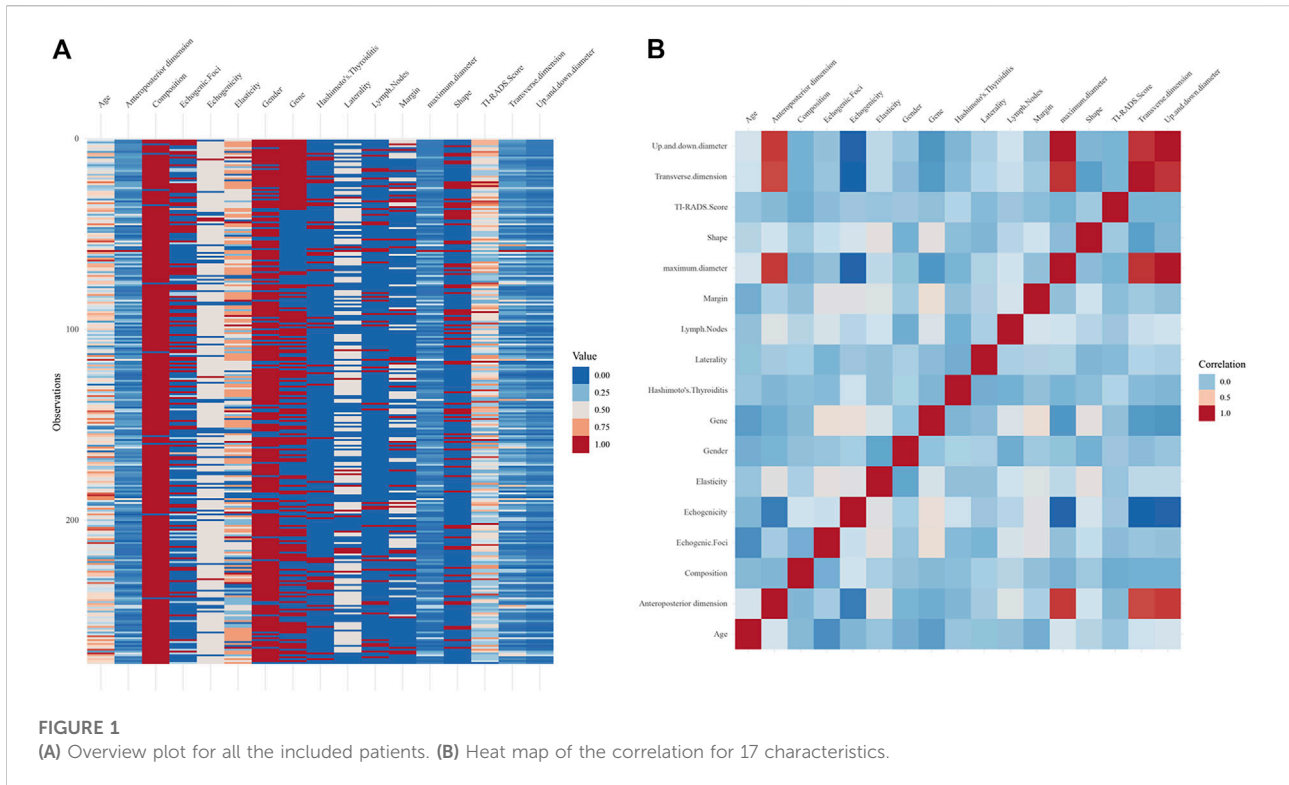 A
Age
Anteroposterior dimension
Composition
Echogenic.Foci
Echogenicity
Elasticity
Gender
Gene
Hashimoto's.Thyroiditis
Laterality
Lymph.Nodes
Margin
maximum.diameter
Shape
TI-RADS.Score
Transverse.dimension
Up.and.down.diameter
0
100
200
Observations
Value
0.00
0.25
0.50
0.75
1.00
B
Age
Anteroposterior dimension
Composition
Echogenic.Foci
Echogenicity
Elasticity
Gender
Gene
Hashimoto's.Thyroiditis
Laterality
Lymph.Nodes
Margin
maximum.diameter
Shape
TI-RADS.Score
Transverse.dimension
Up.and.down.diameter
Up.and.down.diameter
Transverse.dimension
TI-RADS.Score
Shape
maximum.diameter
Margin
Lymph.Nodes
Laterality
Hashimoto's.Thyroiditis
Gene
Gender
Elasticity
Echogenicity
Echogenic.Foci
Composition
Anteroposterior dimension
Age
Correlation
0.0
0.5
1.0
FIGURE 1
(A) Overview plot for all the included patients. (B) Heat map of the correlation for 17 characteristics.